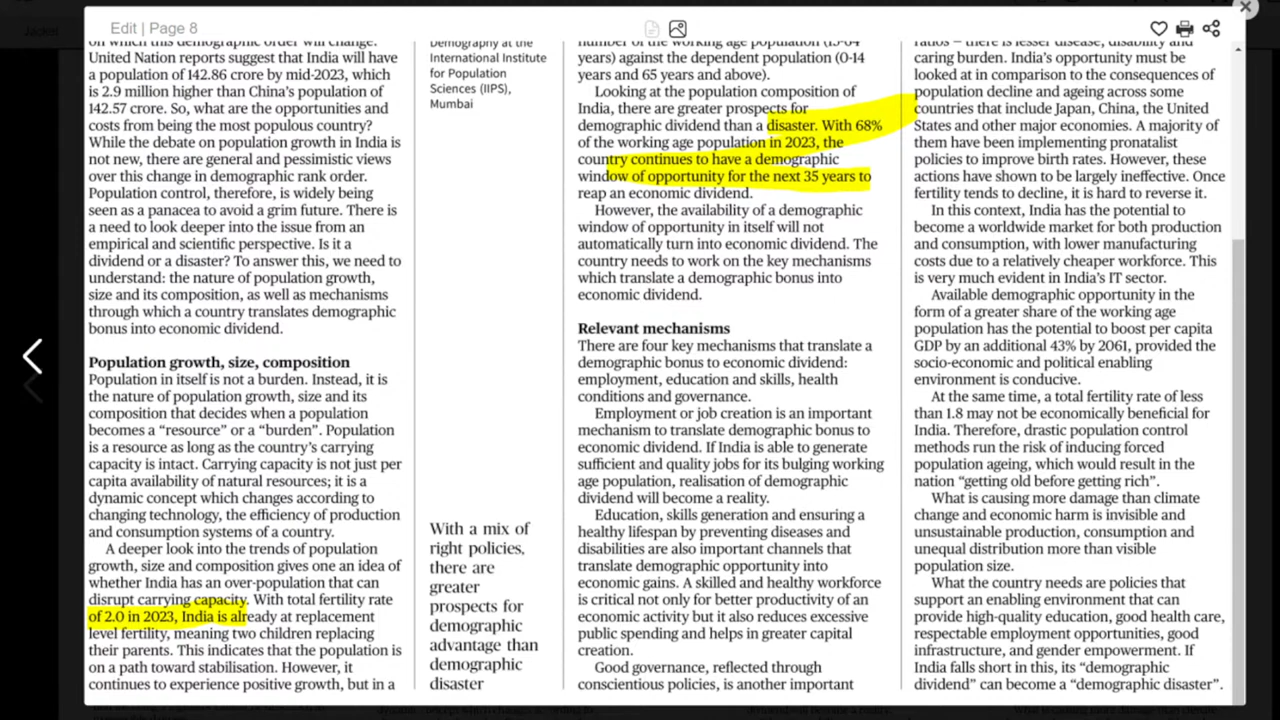 Edit | Page 8
on which this demographic order will change.
United Nation reports suggest that India will have
a population of 142.86 crore by mid-2023, which
is 2.9 million higher than China's population of
142.57 crore. So, what are the opportunities and
costs from being the most populous country?
While the debate on population growth in India is
not new, there are general and pessimistic views
over this change in demographic rank order.
Population control, therefore, is widely being
seen as a panacea to avoid a grim future. There is
a need to look deeper into the issue from an
empirical and scientific perspective. Is it a
dividend or a disaster? To answer this, we need to
understand: the nature of population growth,
size and its composition, as well as mechanisms
through which a country translates demographic
bonus into economic dividend.
Population growth, size, composition
Population in itself is not a burden. Instead, it is
the nature of population growth, size and its
composition that decides when a population
becomes a “resource” or a “burden”. Population
is a resource as long as the country's carrying
capacity is intact. Carrying capacity is not just per
capita availability of natural resources; it is a
dynamic concept which changes according to
changing technology, the efficiency of production
and consumption systems of a country.
A deeper look into the trends of population
growth, size and composition gives one an idea of
whether India has an over-population that can
disrupt carrying capacity. With total fertility rate
of 2.0 in 2023, India is already at replacement
level fertility, meaning two children replacing
their parents. This indicates that the population is
on a path toward stabilisation. However, it
continues to experience positive growth, but in a
Demography at the
International Institute
for Population
Sciences (IIPS),
Mumbai
With a mix of
right policies,
there are
greater
prospects for
demographic
advantage than
demographic
disaster
number of the working age population (15-64
years) against the dependent population (0-14
years and 65 years and above).
Looking at the population composition of
India, there are greater prospects for
demographic dividend than a disaster. With 68%
of the working age population in 2023, the
country continues to have a demographic
window of opportunity for the next 35 years to
reap an economic dividend.
However, the availability of a demographic
window of opportunity in itself will not
automatically turn into economic dividend. The
country needs to work on the key mechanisms
which translate a demographic bonus into
economic dividend.
Relevant mechanisms
There are four key mechanisms that translate a
demographic bonus to economic dividend:
employment, education and skills, health
conditions and governance.
Employment or job creation is an important
mechanism to translate demographic bonus to
economic dividend. If India is able to generate
sufficient and quality jobs for its bulging working
age population, realisation of demographic
dividend will become a reality.
Education, skills generation and ensuring a
healthy lifespan by preventing diseases and
disabilities are also important channels that
translate demographic opportunity into
economic gains. A skilled and healthy workforce
is critical not only for better productivity of an
economic activity but it also reduces excessive
public spending and helps in greater capital
creation.
Good governance, reflected through
conscientious policies, is another important
ratios — there is lesser disease, disability and
caring burden. India's opportunity must be
looked at in comparison to the consequences of
population decline and ageing across some
countries that include Japan, China, the United
States and other major economies. A majority of
them have been implementing pronatalist
policies to improve birth rates. However, these
actions have shown to be largely ineffective. Once
fertility tends to decline, it is hard to reverse it.
In this context, India has the potential to
become a worldwide market for both production
and consumption, with lower manufacturing
costs due to a relatively cheaper workforce. This
is very much evident in India's IT sector.
Available demographic opportunity in the
form of a greater share of the working age
population has the potential to boost per capita
GDP by an additional 43% by 2061, provided the
socio-economic and political enabling
environment is conducive.
At the same time, a total fertility rate of less
than 1.8 may not be economically beneficial for
India. Therefore, drastic population control
methods run the risk of inducing forced
population ageing, which would result in the
nation “getting old before getting rich”.
What is causing more damage than climate
change and economic harm is invisible and
unsustainable production, consumption and
unequal distribution more than visible
population size.
What the country needs are policies that
support an enabling environment that can
provide high-quality education, good health care,
respectable employment opportunities, good
infrastructure, and gender empowerment. If
India falls short in this, its “demographic
dividend” can become a “demographic disaster”.